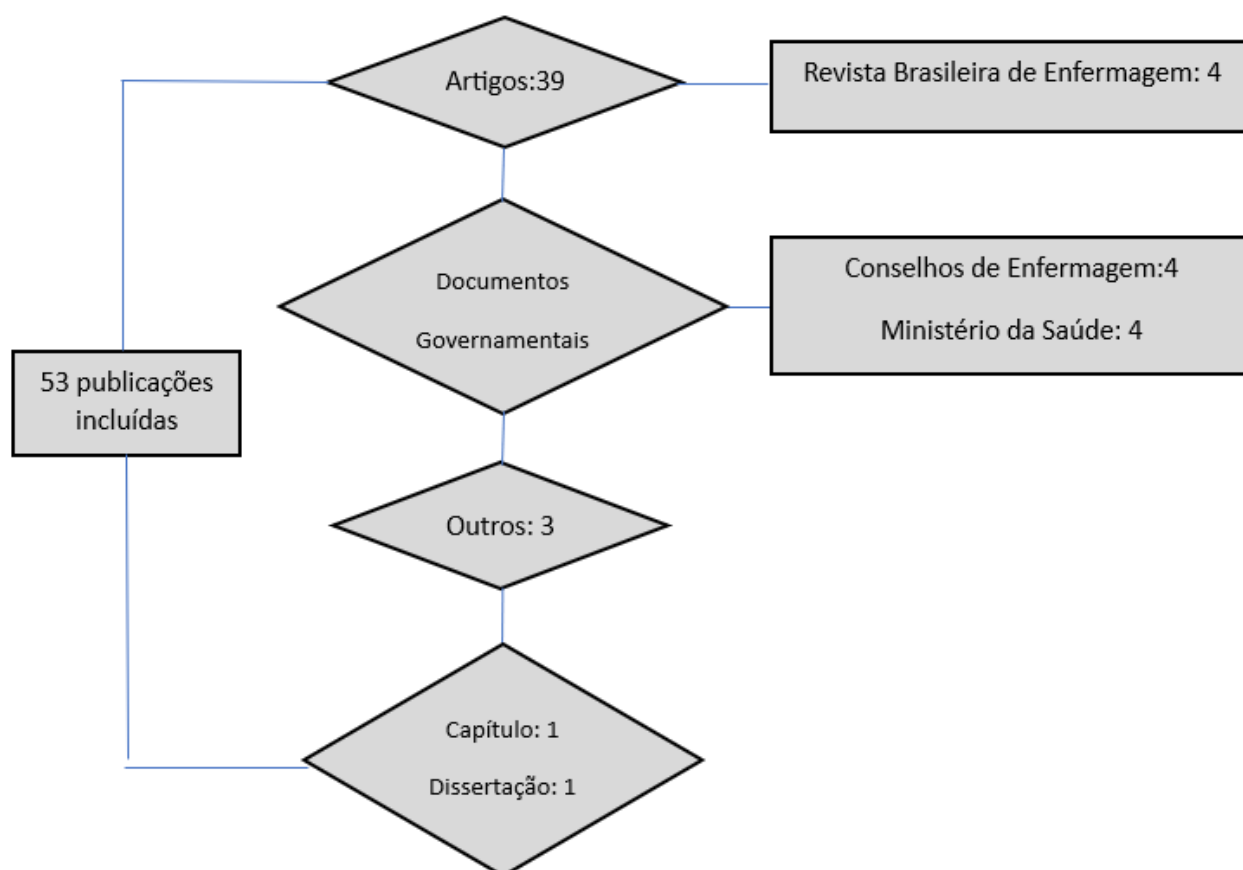 Artigos:39
Revista Brasileira de Enfermagem: 4
Documentos
Governamentais
Conselhos de Enfermagem:4
Ministério da Saúde: 4
53 publicações
incluídas
Outros: 3
Capítulo: 1
Dissertação: 1